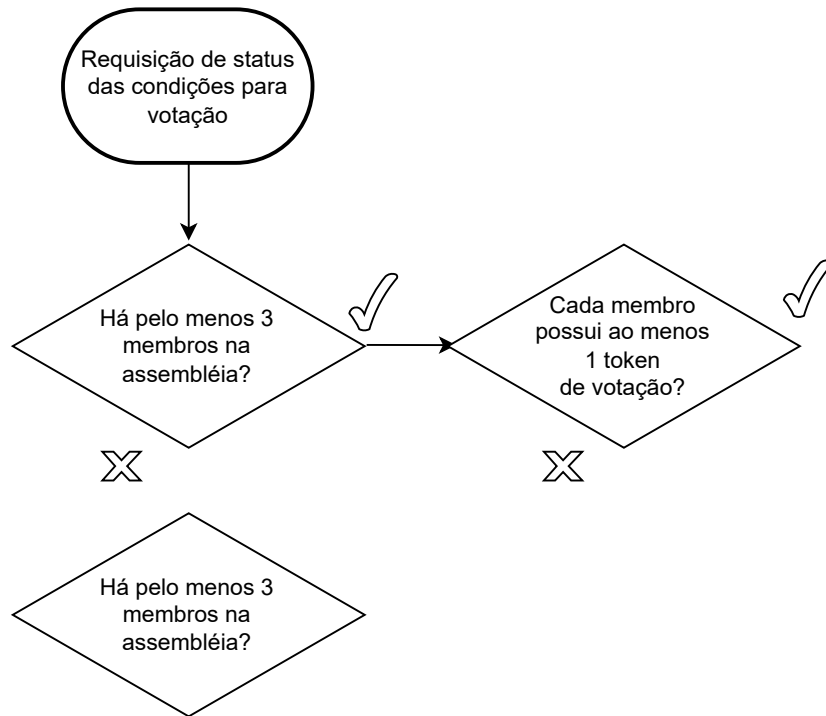 Requisição de status
das condições para
votação
Há pelo menos 3
membros na
assembléia?
Cada membro
possui ao menos
1 token
de votação?
Há pelo menos 3
membros na
assembléia?